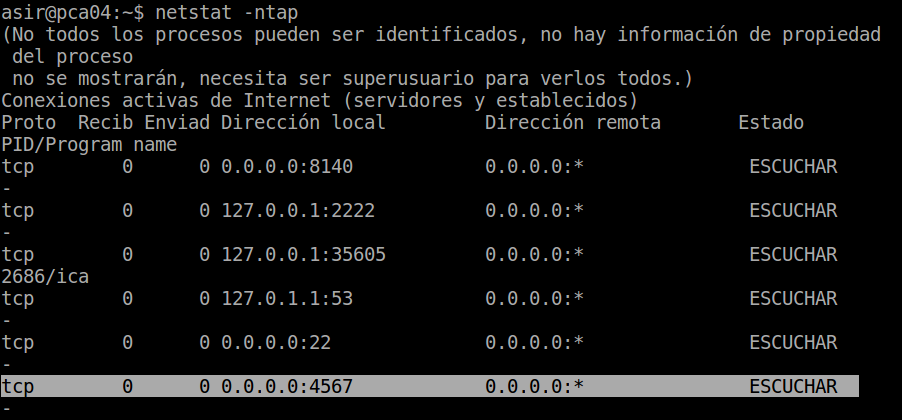 asir@pca04:~$ netstat -ntap
(No todos los procesos pueden ser identificados, no hay información de propiedad
 del proceso
 no se mostrarán, necesita ser superusuario para verlos todos.)
Conexiones activas de Internet (servidores y establecidos)
Proto  Recib Enviad Dirección local         Dirección remota       Estado
PID/Program name
tcp        0      0 0.0.0.0:8140            0.0.0.0:*               ESCUCHAR
-
tcp        0      0 127.0.0.1:2222          0.0.0.0:*               ESCUCHAR
-
tcp        0      0 127.0.0.1:35605         0.0.0.0:*               ESCUCHAR
2686/ica
tcp        0      0 127.0.1.1:53            0.0.0.0:*               ESCUCHAR
-
tcp        0      0 0.0.0.0:22              0.0.0.0:*               ESCUCHAR
-
tcp        0      0 0.0.0.0:4567            0.0.0.0:*               ESCUCHAR
-